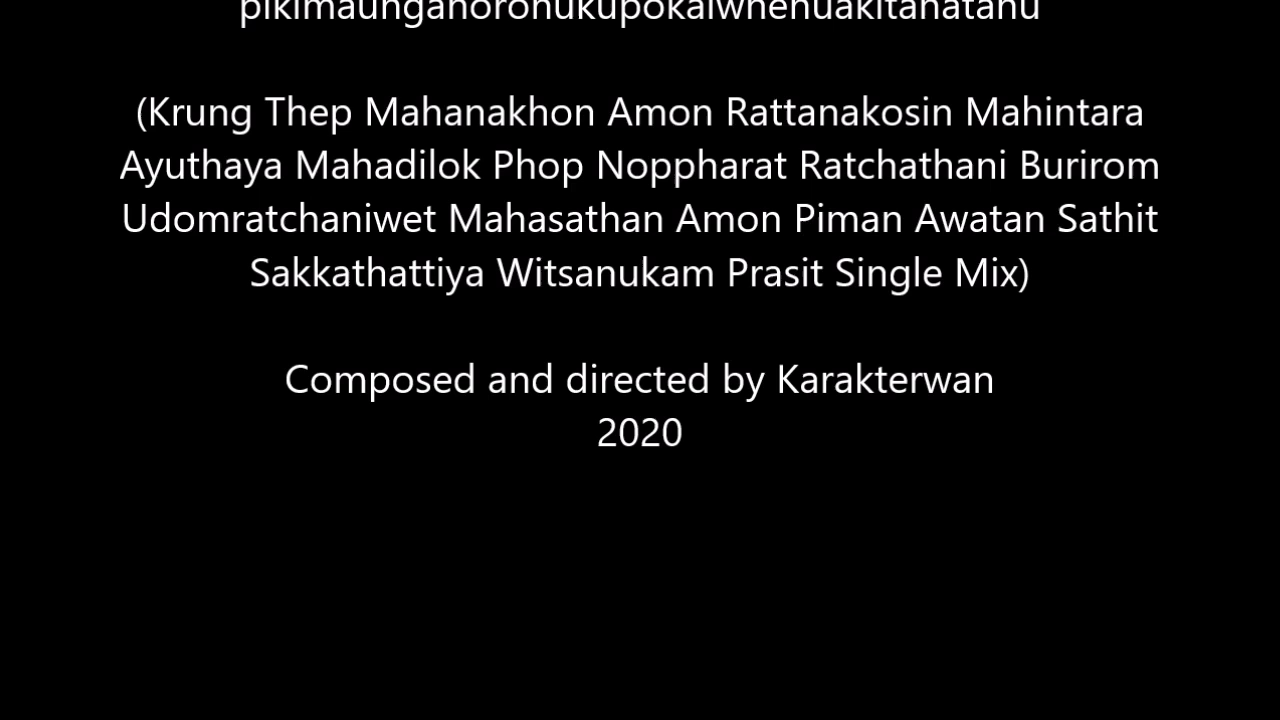 pikimaungahoronukupokaiwhenuakitanatahu
(Krung Thep Mahanakhon Amon Rattanakosin Mahintara
Ayuthaya Mahadilok Phop Noppharat Ratchathani Burirom
Udomratchaniwet Mahasathan Amon Piman Awatan Sathit
Sakkathattiya Witsanukam Prasit Single Mix)
Composed and directed by Karakterwan
2020